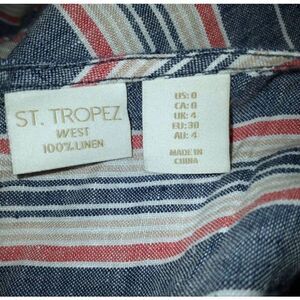 ST. TROPEZ
WEST
100% LINEN
US: 0
CA: 0
UK: 4
EU: 30
AU: 4
MADE IN
CHINA